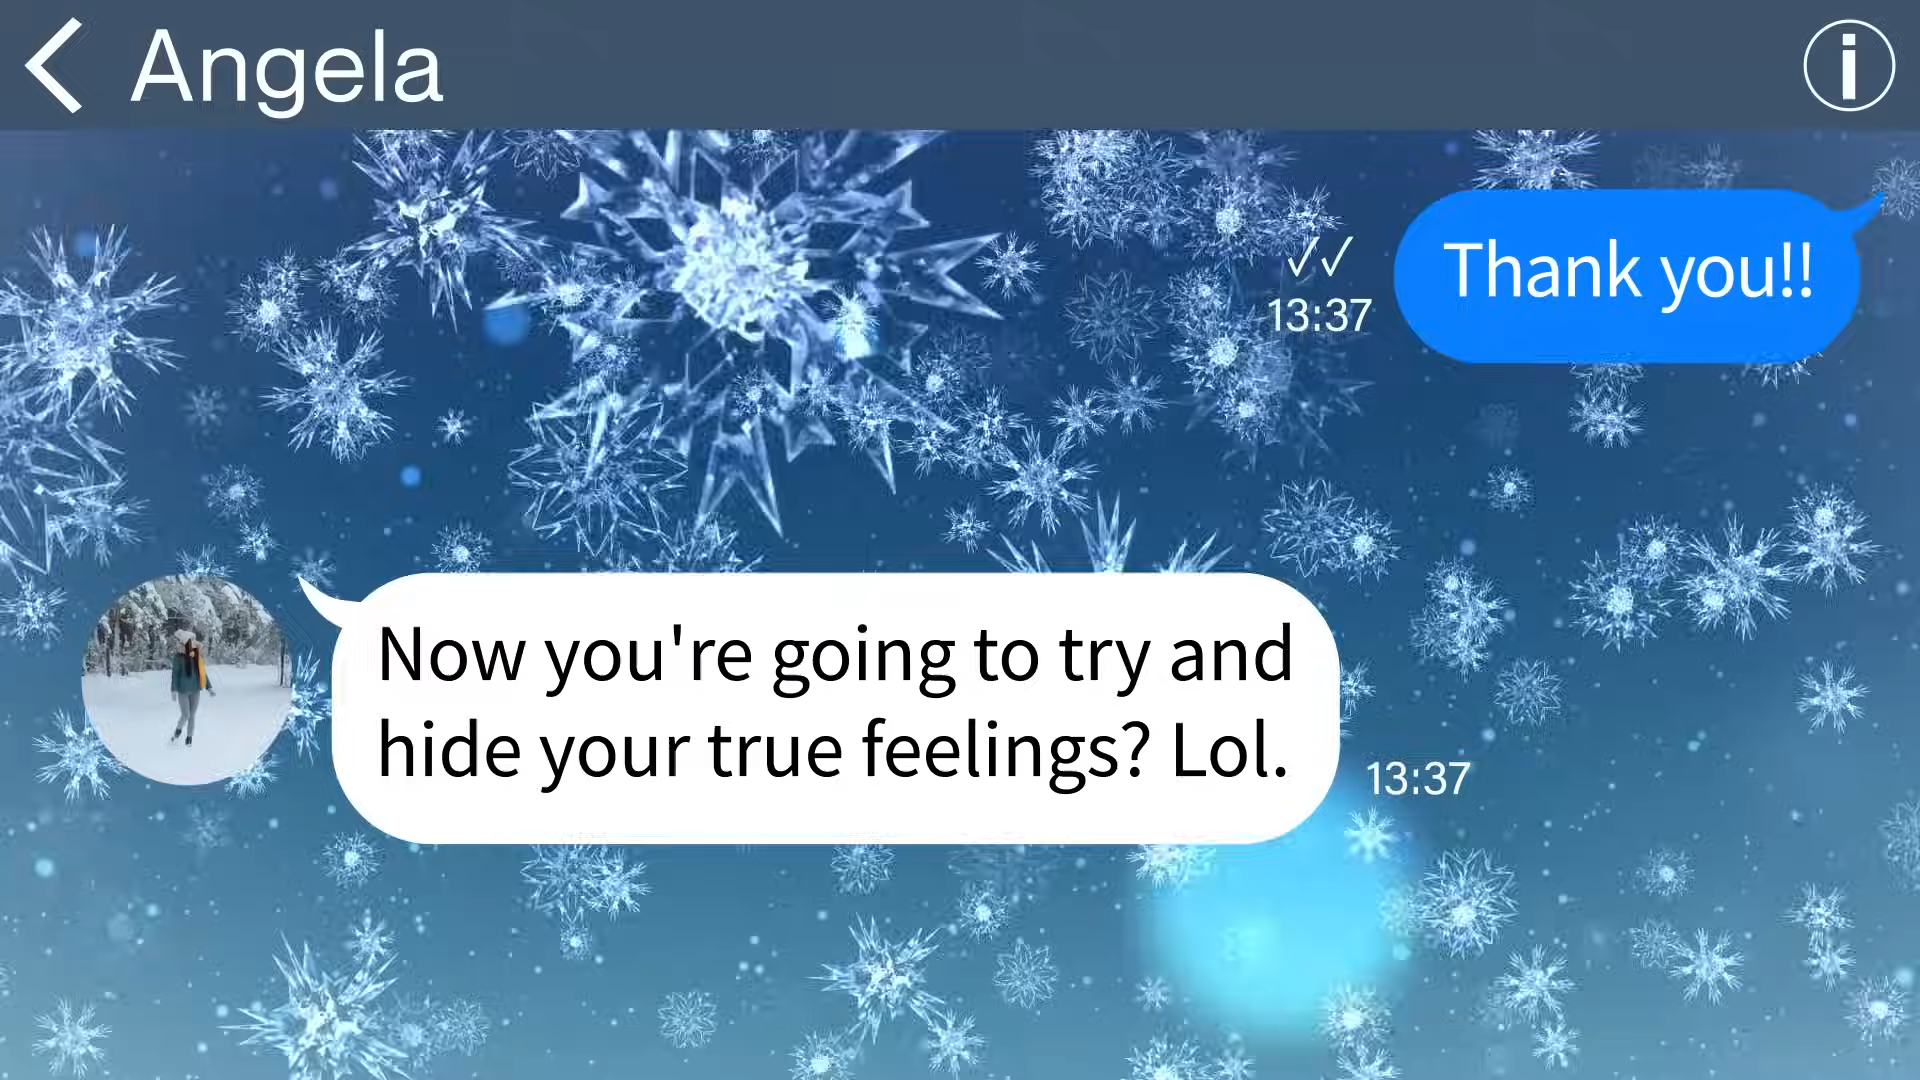 Angela
Thank you!!
13:37
Now you're going to try and
hide your true feelings? Lol.
13:37